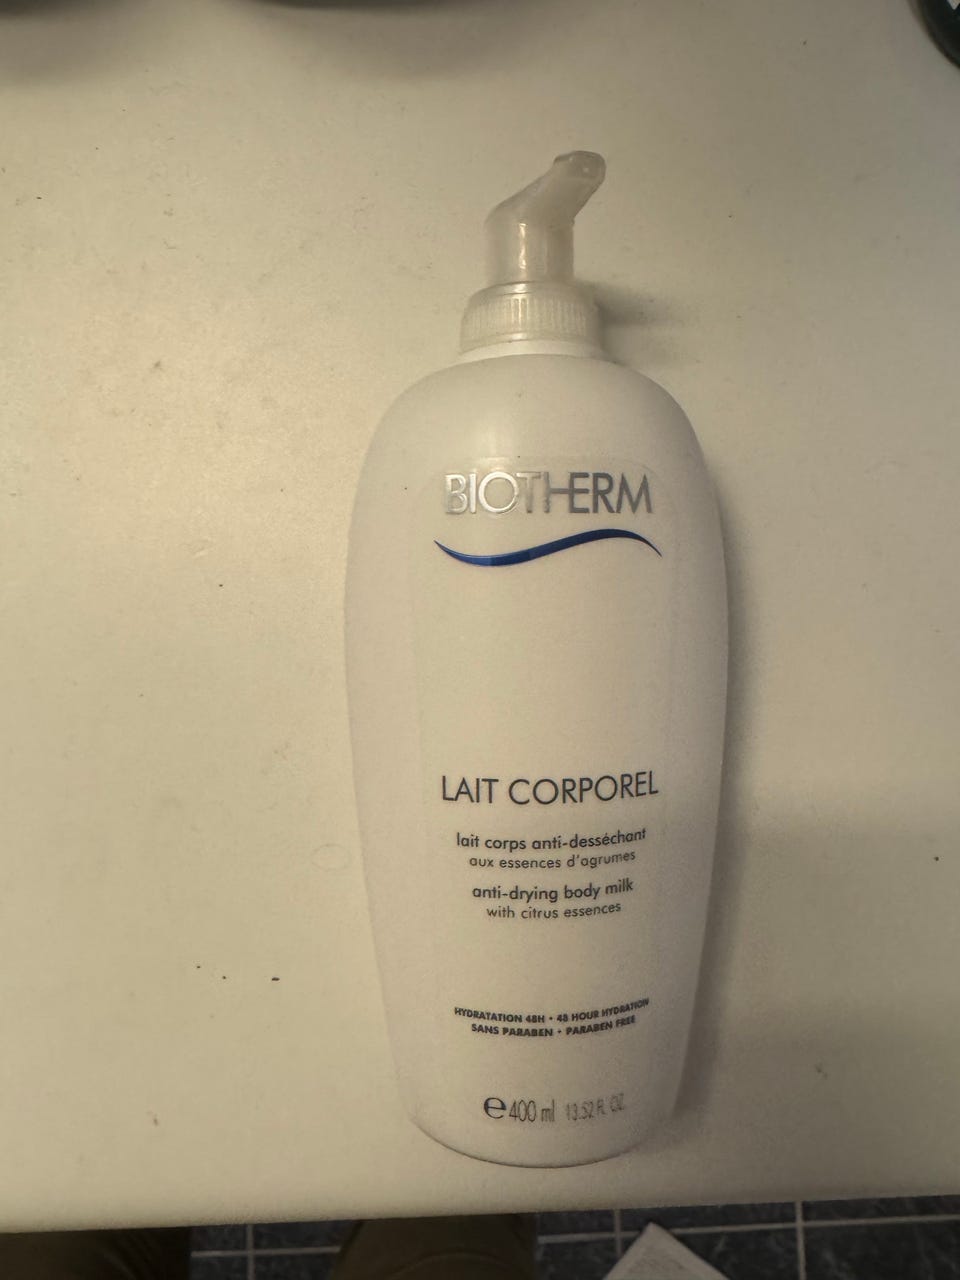 BIOTHERM
LAIT CORPOREL
lait corps anti-desséchant
aux essences d'agrumes
anti-drying body milk
with citrus essences
HYDRATATION 48H • 48 HOUR HYDRATION
SANS PARABEN • PARABEN FREE
℮400 ml 13.52 FL OZ.